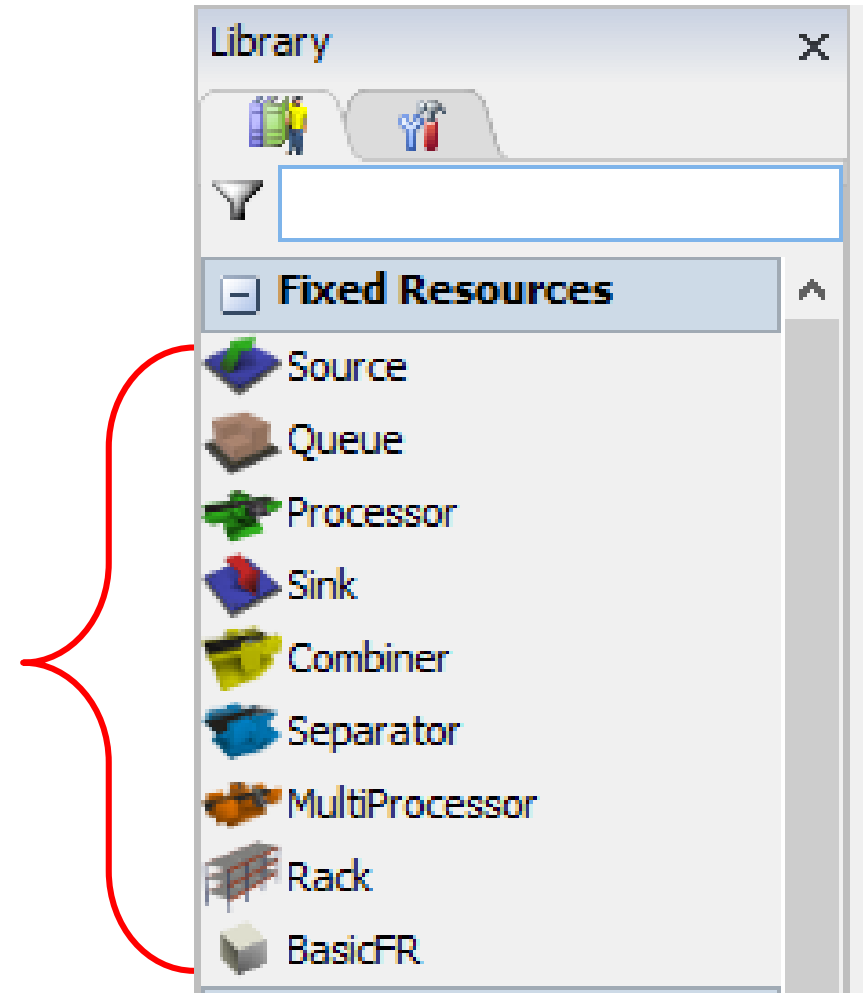 Library
Fixed Resources
Source
Queue
Processor
Sink
Combiner
Separator
MultiProcessor
Rack
BasicFR